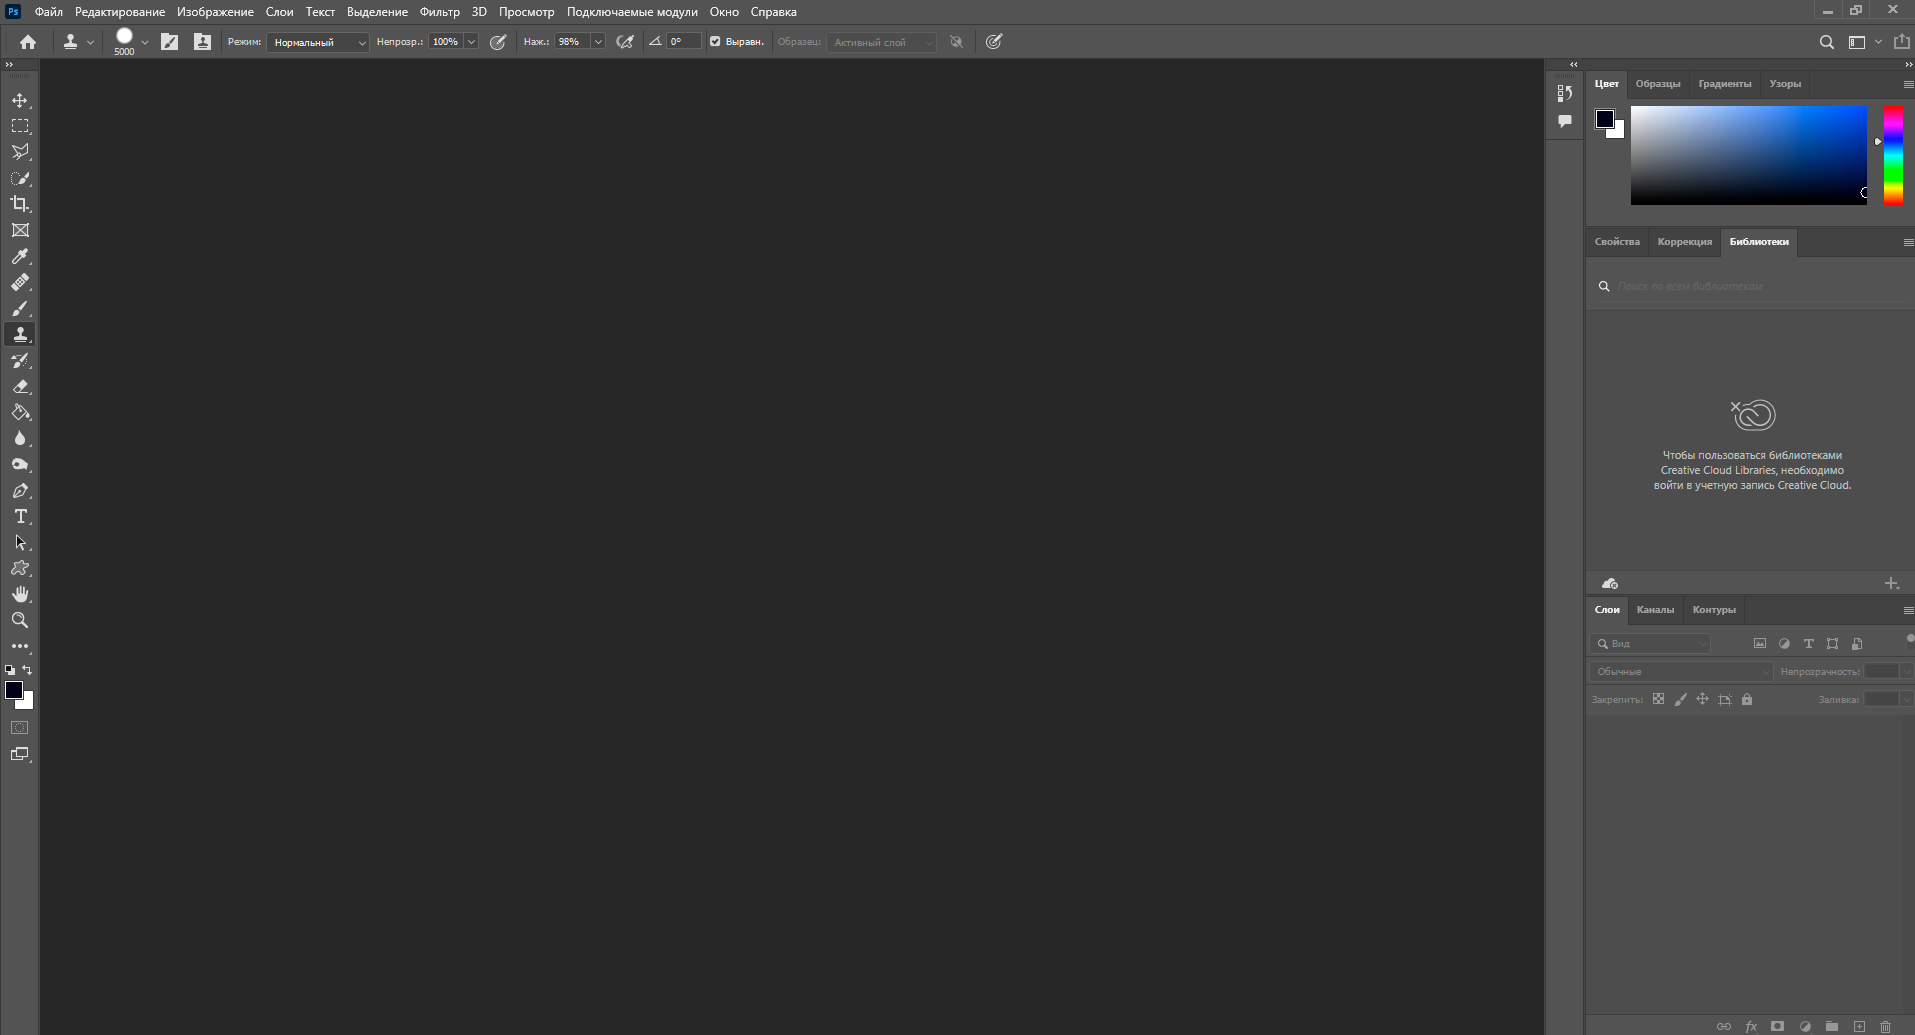 Ps Файл Редактирование Изображение Слои Текст Выделение Фильтр 3D Просмотр Подключаемые модули Окно Справка
5000 Режим: Нормальный Непрозр.: 100% Наж.: 98% 0° Выравн. Образец: Активный слой
Цвет Образцы Градиенты Узоры
Свойства Коррекция Библиотеки
Поиск по всем библиотекам
Чтобы пользоваться библиотеками
Creative Cloud Libraries, необходимо
войти в учетную запись Creative Cloud.
Слои Каналы Контуры
Вид
Обычные Непрозрачность:
Закрепить: Заливка:
fx